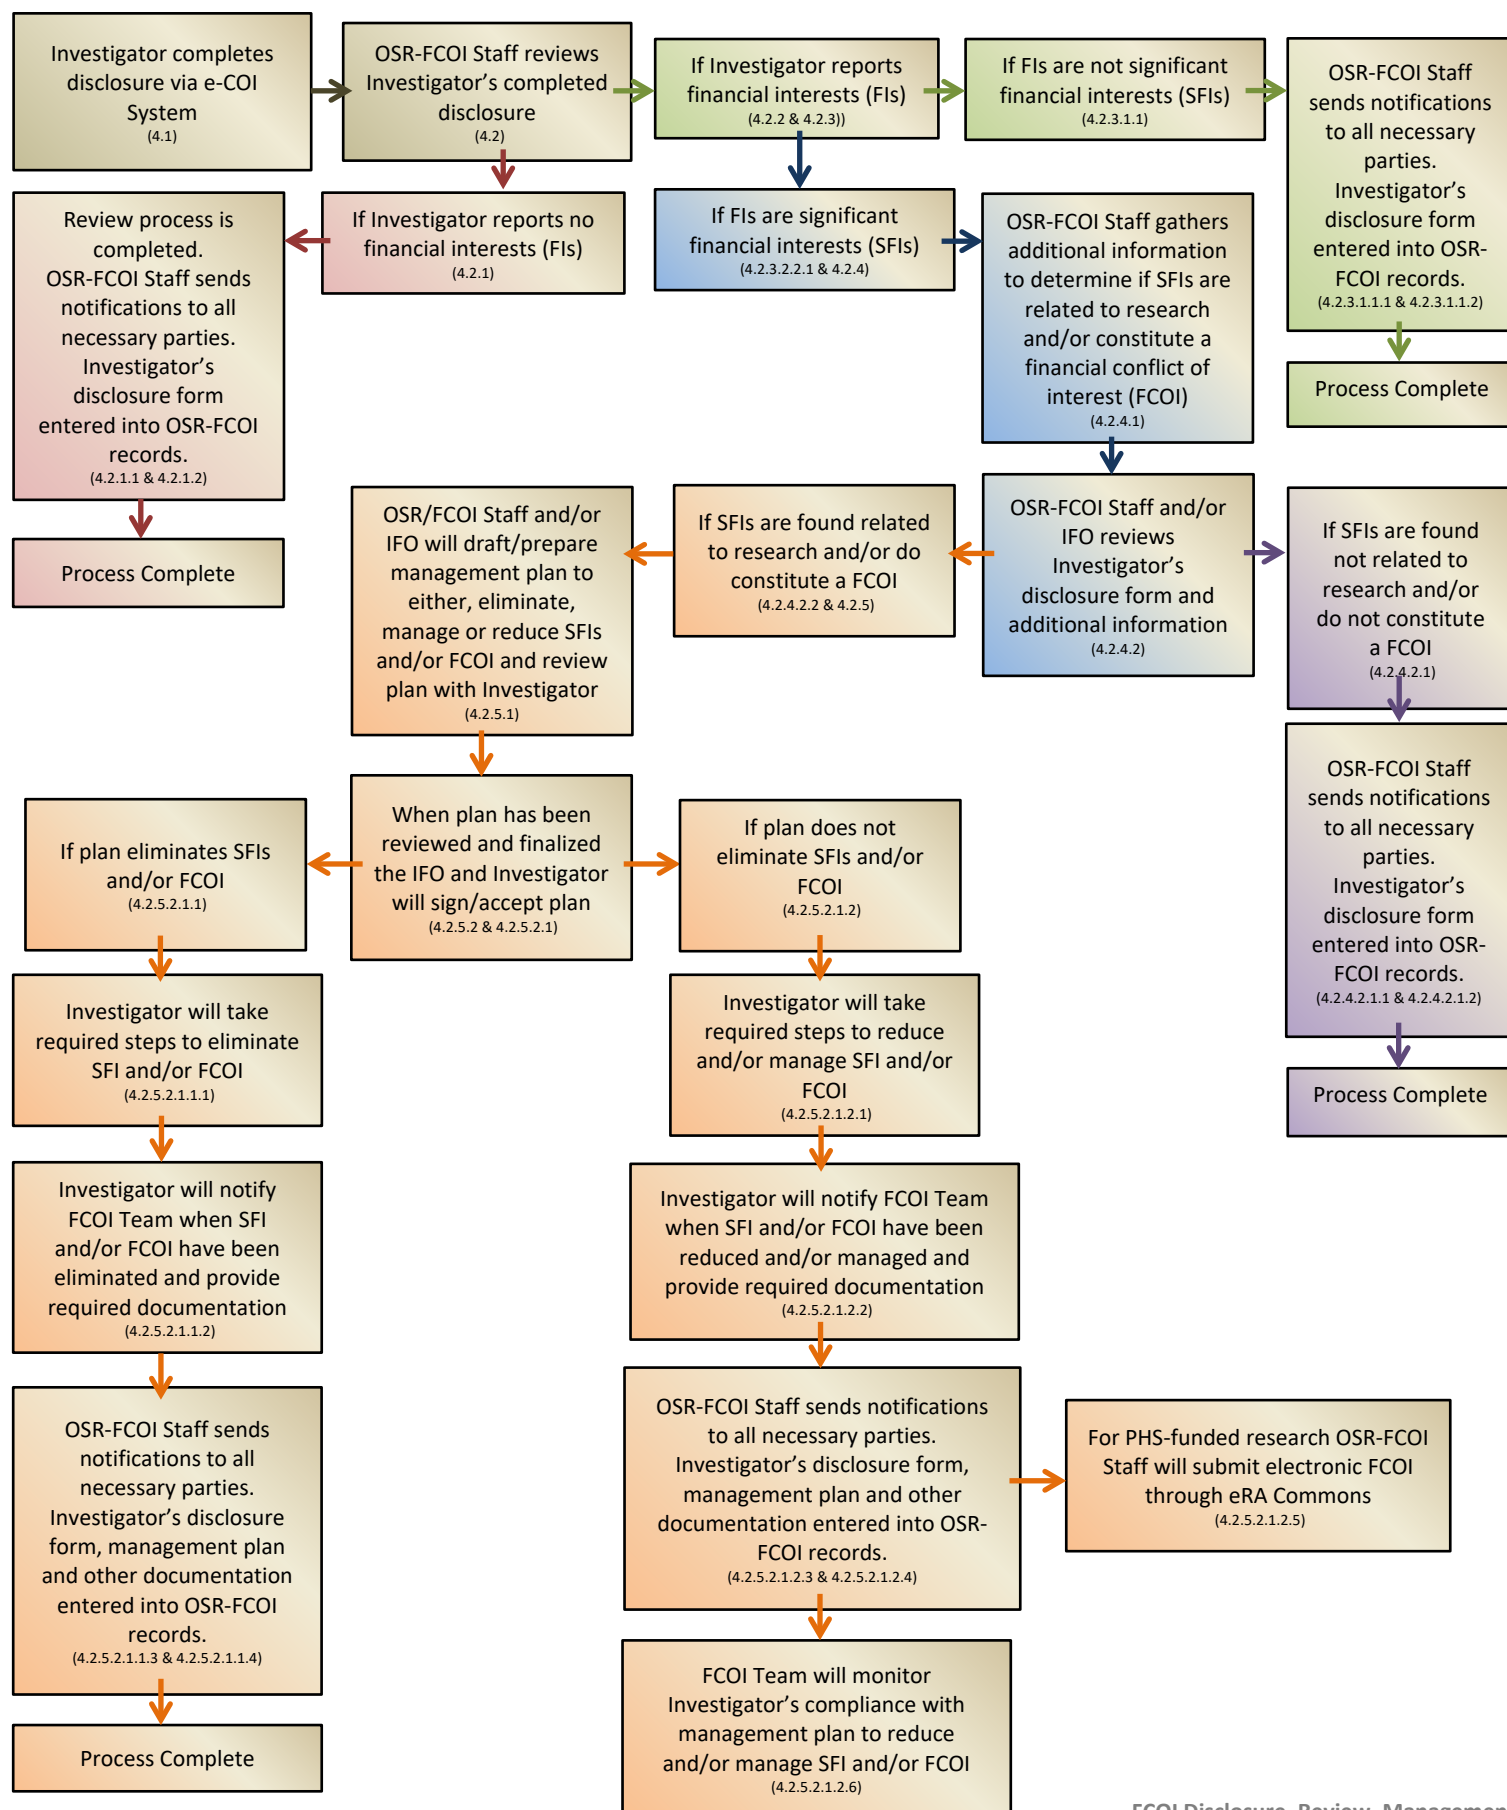 Investigator completes
disclosure via e-COI
System
(4.1)
OSR-FCOI Staff reviews
Investigator's completed
disclosure
(4.2)
If Investigator reports
financial interests (FIs)
(4.2.2 & 4.2.3))
If FIs are not significant
financial interests (SFIs)
(4.2.3.1.1)
OSR-FCOI Staff
sends notifications
to all necessary
parties.
Investigator's
disclosure form
entered into OSR-
FCOI records.
(4.2.3.1.1.1 & 4.2.3.1.1.2)
Process Complete
If Investigator reports no
financial interests (FIs)
(4.2.1)
Review process is
completed.
OSR-FCOI Staff sends
notifications to all
necessary parties.
Investigator's
disclosure form
entered into OSR-FCOI
records.
(4.2.1.1 & 4.2.1.2)
Process Complete
If FIs are significant
financial interests (SFIs)
(4.2.3.2.2.1 & 4.2.4)
OSR-FCOI Staff gathers
additional information
to determine if SFIs are
related to research
and/or constitute a
financial conflict of
interest (FCOI)
(4.2.4.1)
OSR-FCOI Staff and/or
IFO reviews
Investigator's
disclosure form and
additional information
(4.2.4.2)
If SFIs are found
not related to
research and/or
do not constitute
a FCOI
(4.2.4.2.1)
OSR-FCOI Staff
sends notifications
to all necessary
parties.
Investigator's
disclosure form
entered into OSR-
FCOI records.
(4.2.4.2.1.1 & 4.2.4.2.1.2)
Process Complete
If SFIs are found related
to research and/or do
constitute a FCOI
(4.2.4.2.2 & 4.2.5)
OSR/FCOI Staff and/or
IFO will draft/prepare
management plan to
either, eliminate,
manage or reduce SFIs
and/or FCOI and review
plan with Investigator
(4.2.5.1)
When plan has been
reviewed and finalized
the IFO and Investigator
will sign/accept plan
(4.2.5.2 & 4.2.5.2.1)
If plan eliminates SFIs
and/or FCOI
(4.2.5.2.1.1)
Investigator will take
required steps to eliminate
SFI and/or FCOI
(4.2.5.2.1.1.1)
Investigator will notify
FCOI Team when SFI
and/or FCOI have been
eliminated and provide
required documentation
(4.2.5.2.1.1.2)
OSR-FCOI Staff sends
notifications to all
necessary parties.
Investigator's disclosure
form, management plan
and other documentation
entered into OSR-FCOI
records.
(4.2.5.2.1.1.3 & 4.2.5.2.1.1.4)
Process Complete
If plan does not
eliminate SFIs and/or
FCOI
(4.2.5.2.1.2)
Investigator will take
required steps to reduce
and/or manage SFI and/or
FCOI
(4.2.5.2.1.2.1)
Investigator will notify FCOI Team
when SFI and/or FCOI have been
reduced and/or managed and
provide required documentation
(4.2.5.2.1.2.2)
OSR-FCOI Staff sends notifications
to all necessary parties.
Investigator's disclosure form,
management plan and other
documentation entered into OSR-
FCOI records.
(4.2.5.2.1.2.3 & 4.2.5.2.1.2.4)
For PHS-funded research OSR-FCOI
Staff will submit electronic FCOI
through eRA Commons
(4.2.5.2.1.2.5)
FCOI Team will monitor
Investigator's compliance with
management plan to reduce
and/or manage SFI and/or FCOI
(4.2.5.2.1.2.6)
FCOI Disclosure, Review, Management